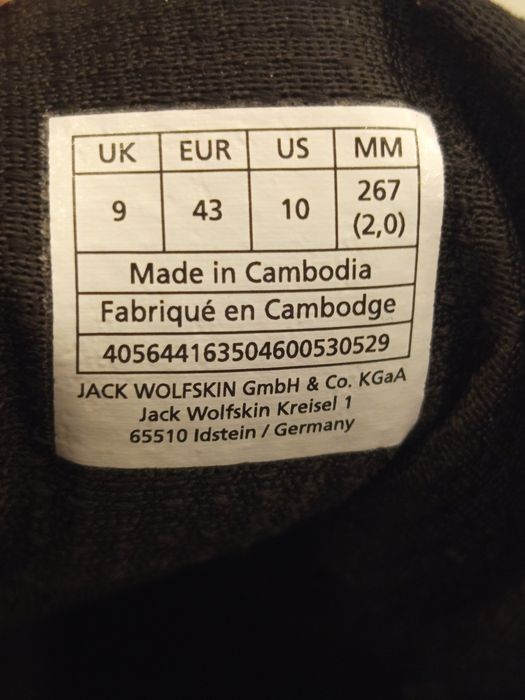 UK EUR US MM
9 43 10 267
(2,0)
Made in Cambodia
Fabriqué en Cambodge
405644163504600530529
JACK WOLFSKIN GmbH & Co. KGaA
Jack Wolfskin Kreisel 1
65510 Idstein / Germany